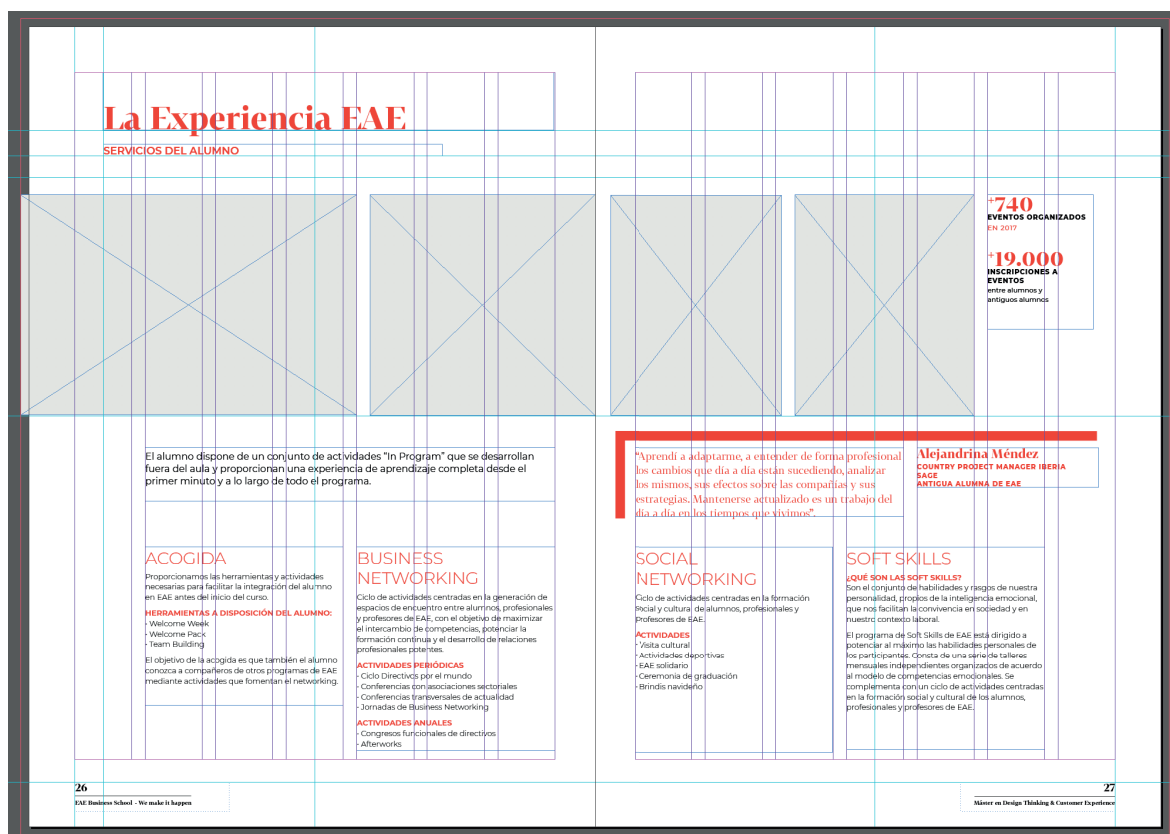 La Experiencia EAE
SERVICIOS DEL ALUMNO
+740
EVENTOS ORGANIZADOS
EN 2017
+19.000
INSCRIPCIONES A
EVENTOS
entre alumnos y
antiguos alumnos
El alumno dispone de un conjunto de actividades “In Program” que se desarrollan
fuera del aula y proporcionan una experiencia de aprendizaje completa desde el
primer minuto y a lo largo de todo el programa.
“Aprendí a adaptarme, a entender de forma profesional
los cambios que día a día están sucediendo, analizar
los mismos, sus efectos sobre las compañías y sus
estrategias. Mantenerse actualizado es un trabajo del
día a día en los tiempos que vivimos”.
Alejandrina Méndez
COUNTRY PROJECT MANAGER IBERIA
SAGE
ANTIGUA ALUMNA DE EAE
ACOGIDA
Proporcionamos las herramientas y actividades
necesarias para facilitar la integración del alumno
en EAE antes del inicio del curso.
HERRAMIENTAS A DISPOSICIÓN DEL ALUMNO:
- Welcome Week
- Welcome Pack
- Team Building
El objetivo de la acogida es que también el alumno
conozca a compañeros de otros programas de EAE
mediante actividades que fomentan el networking.
BUSINESS
NETWORKING
Ciclo de actividades centradas en la generación de
espacios de encuentro entre alumnos, profesionales
y profesores de EAE, con el objetivo de maximizar
el intercambio de competencias, potenciar la
formación continua y el desarrollo de relaciones
profesionales potentes.
ACTIVIDADES PERIÓDICAS
- Ciclo Directivos por el mundo
- Conferencias con asociaciones sectoriales
- Conferencias transversales de actualidad
- Jornadas de Business Networking
ACTIVIDADES ANUALES
- Congresos funcionales de directivos
- Afterworks
SOCIAL
NETWORKING
Ciclo de actividades centradas en la formación
Social y cultural de alumnos, profesionales y
Profesores de EAE.
ACTIVIDADES
- Visita cultural
- Actividades deportivas
- EAE solidario
- Ceremonia de graduación
- Brindis navideño
SOFT SKILLS
¿QUÉ SON LAS SOFT SKILLS?
Son el conjunto de habilidades y rasgos de nuestra
personalidad, propios de la inteligencia emocional,
que nos facilitan la convivencia en sociedad y en
nuestro contexto laboral.
El programa de Soft Skills de EAE está dirigido a
potenciar al máximo las habilidades personales de
los participantes. Consta de una serie de talleres
mensuales independientes organizados de acuerdo
al modelo de competencias emocionales. Se
complementa con un ciclo de actividades centradas
en la formación social y cultural de los alumnos,
profesionales y profesores de EAE.
26
EAE Business School - We make it happen
27
Máster en Design Thinking & Customer Experience